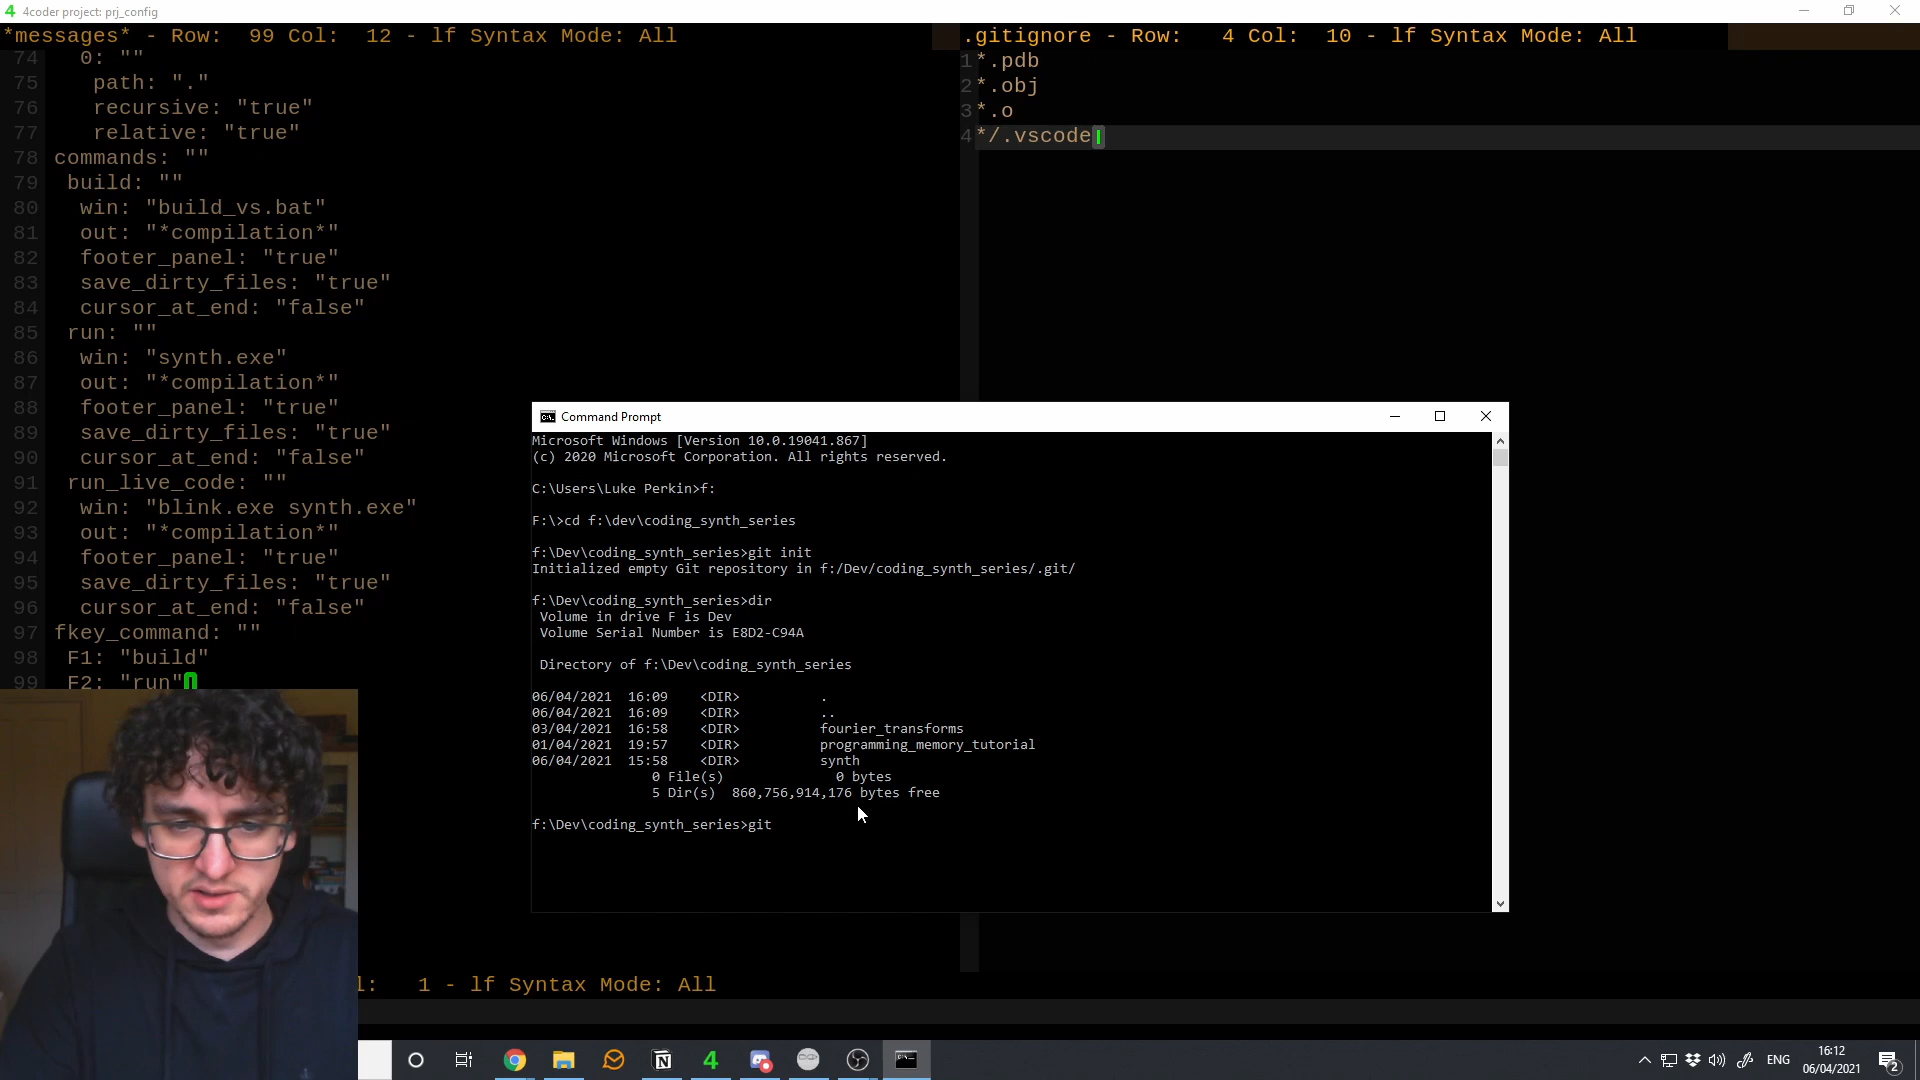 4coder project: prj_config
*messages* - Row:  99 Col:  12 - lf Syntax Mode: All
74 0: ""
75 path: "."
76 recursive: "true"
77 relative: "true"
78 commands: ""
79 build: ""
80 win: "build_vs.bat"
81 out: "*compilation*"
82 footer_panel: "true"
83 save_dirty_files: "true"
84 cursor_at_end: "false"
85 run: ""
86 win: "synth.exe"
87 out: "*compilation*"
88 footer_panel: "true"
89 save_dirty_files: "true"
90 cursor_at_end: "false"
91 run_live_code: ""
92 win: "blink.exe synth.exe"
93 out: "*compilation*"
94 footer_panel: "true"
95 save_dirty_files: "true"
96 cursor_at_end: "false"
97 fkey_command: ""
98 F1: "build"
99 F2: "run"
.gitignore - Row:   4 Col:  10 - lf Syntax Mode: All
1 *.pdb
2 *.obj
3 *.o
4 */.vscode
Command Prompt
Microsoft Windows [Version 10.0.19041.867]
(c) 2020 Microsoft Corporation. All rights reserved.
C:\Users\Luke Perkin>f:
F:\>cd f:\dev\coding_synth_series
f:\Dev\coding_synth_series>git init
Initialized empty Git repository in f:/Dev/coding_synth_series/.git/
f:\Dev\coding_synth_series>dir
Volume in drive F is Dev
Volume Serial Number is E8D2-C94A
Directory of f:\Dev\coding_synth_series
06/04/2021  16:09    <DIR>          .
06/04/2021  16:09    <DIR>          ..
03/04/2021  16:58    <DIR>          fourier_transforms
01/04/2021  19:57    <DIR>          programming_memory_tutorial
06/04/2021  15:58    <DIR>          synth
0 File(s)              0 bytes
5 Dir(s)  860,756,914,176 bytes free
f:\Dev\coding_synth_series>git
l:   1 - lf Syntax Mode: All
ENG
16:12
06/04/2021
2